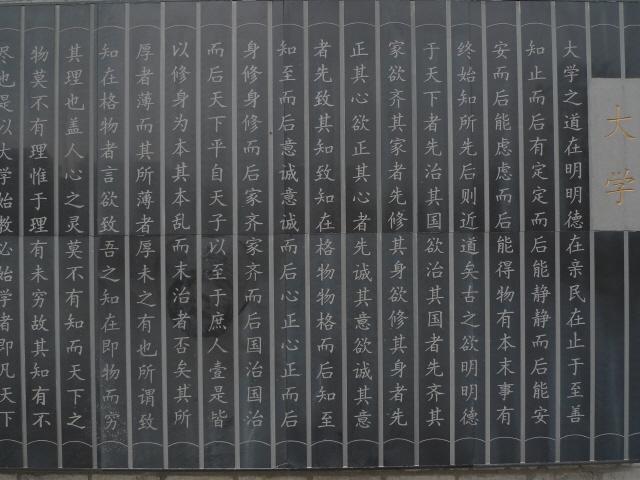 大学
大学之道在明明德在亲民在止于至善
知止而后有定定而后能静静而后能安
安而后能虑虑而后能得物有本末事有
终始知所先后则近道矣古之欲明明德
于天下者先治其国欲治其国者先齐其
家欲齐其家者先修其身欲修其身者先
正其心欲正其心者先诚其意欲诚其意
者先致其知致知在格物物格而后知至
知至而后意诚意诚而后心正心正而后
身修身修而后家齐家齐而后国治国治
而后天下平自天子以至于庶人壹是皆
以修身为本其本乱而末治者否矣其所
厚者薄而其所薄者厚未之有也所谓致
知在格物者言欲致吾之知在即物而穷
其理也盖人心之灵莫不有知而天下之
物莫不有理惟于理有未穷故其知有不
尽也是以大学始教必始学者即凡天下